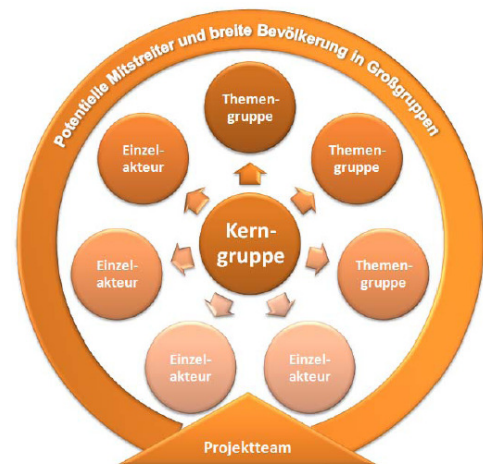 Potentielle Mitstreiter und breite Bevölkerung in Großgruppen
Themen-
gruppe
Einzel-
akteur
Themen-
gruppe
Kern-
gruppe
Einzel-
akteur
Themen-
gruppe
Einzel-
akteur
Einzel-
akteur
Projektteam